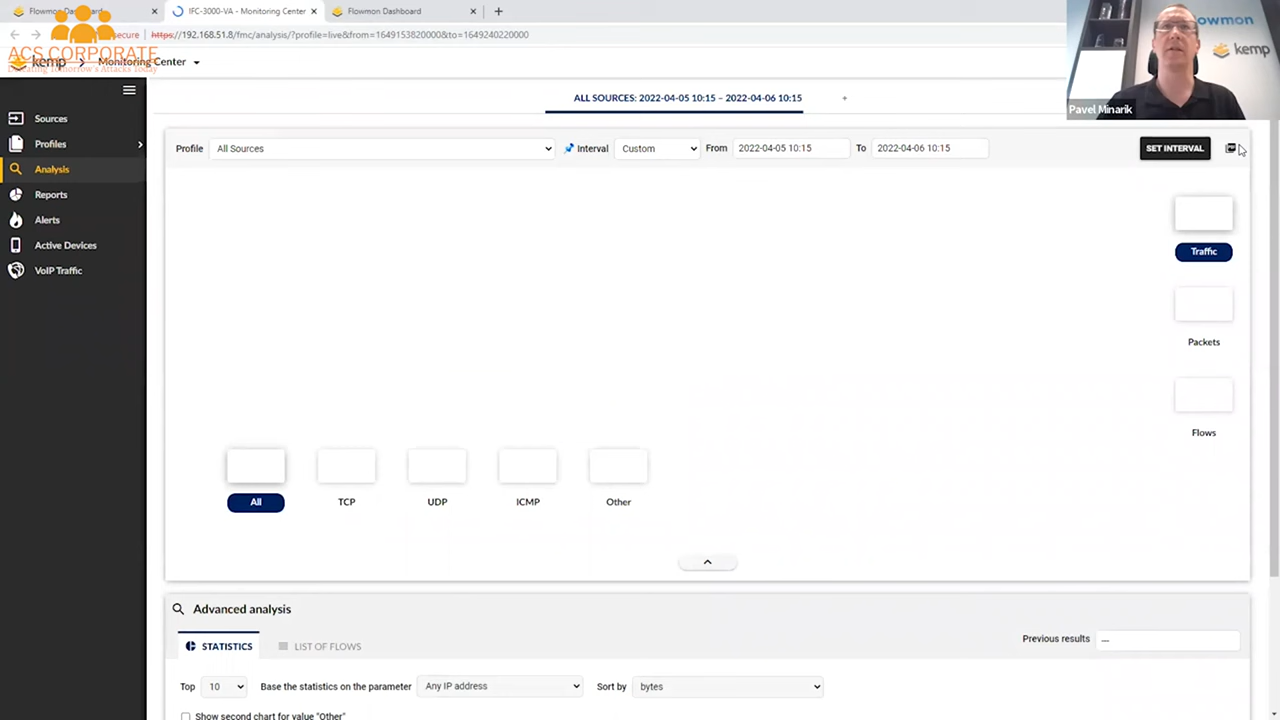 Flowmon Dashboard
IFC-3000-VA - Monitoring Center
Flowmon Dashboard
https://192.168.51.8/fmc/analysis/?profile=live&from=1649153820000&to=1649240220000
ACS CORPORATE
Defeating Tomorrow's Attacks Today
kemp
Monitoring Center
flowmon
kemp
Pavel Minarik
ALL SOURCES: 2022-04-05 10:15 – 2022-04-06 10:15
+
Sources
Profiles
Analysis
Reports
Alerts
Active Devices
VoIP Traffic
Profile
All Sources
Interval
Custom
From
2022-04-05 10:15
To
2022-04-06 10:15
SET INTERVAL
Traffic
Packets
Flows
All
TCP
UDP
ICMP
Other
Advanced analysis
STATISTICS
LIST OF FLOWS
Previous results
---
Top
10
Base the statistics on the parameter
Any IP address
Sort by
bytes
Show second chart for value "Other"